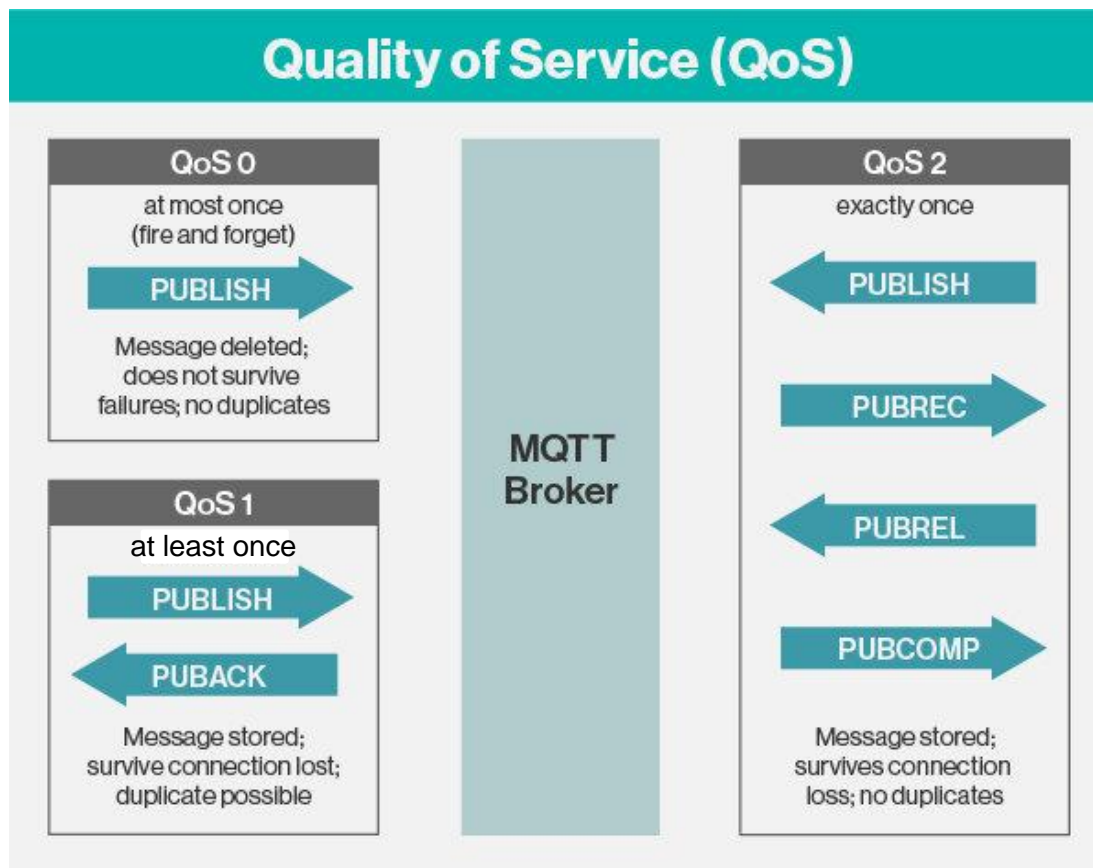 Quality of Service (QoS)
QoS 0
at most once
(fire and forget)
PUBLISH
Message deleted;
does not survive
failures; no duplicates
QoS 1
at least once
PUBLISH
PUBACK
Message stored;
survive connection lost;
duplicate possible
MQTT
Broker
QoS 2
exactly once
PUBLISH
PUBREC
PUBREL
PUBCOMP
Message stored;
survives connection
loss; no duplicates